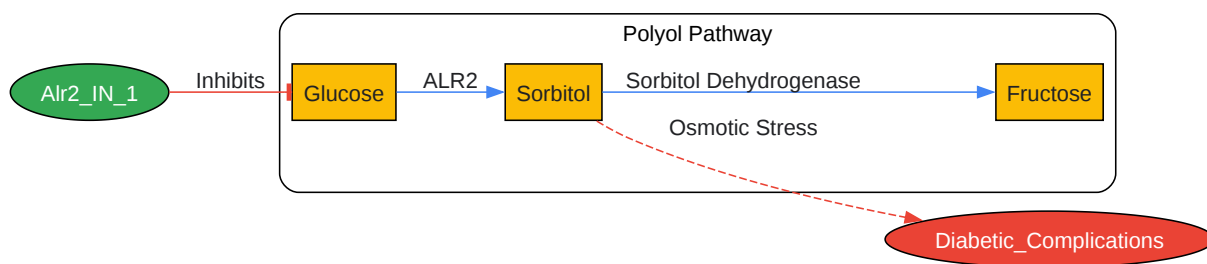 Polyol Pathway
Alr2_IN_1
Inhibits
Glucose
ALR2
Sorbitol
Sorbitol Dehydrogenase
Fructose
Osmotic Stress
Diabetic_Complications